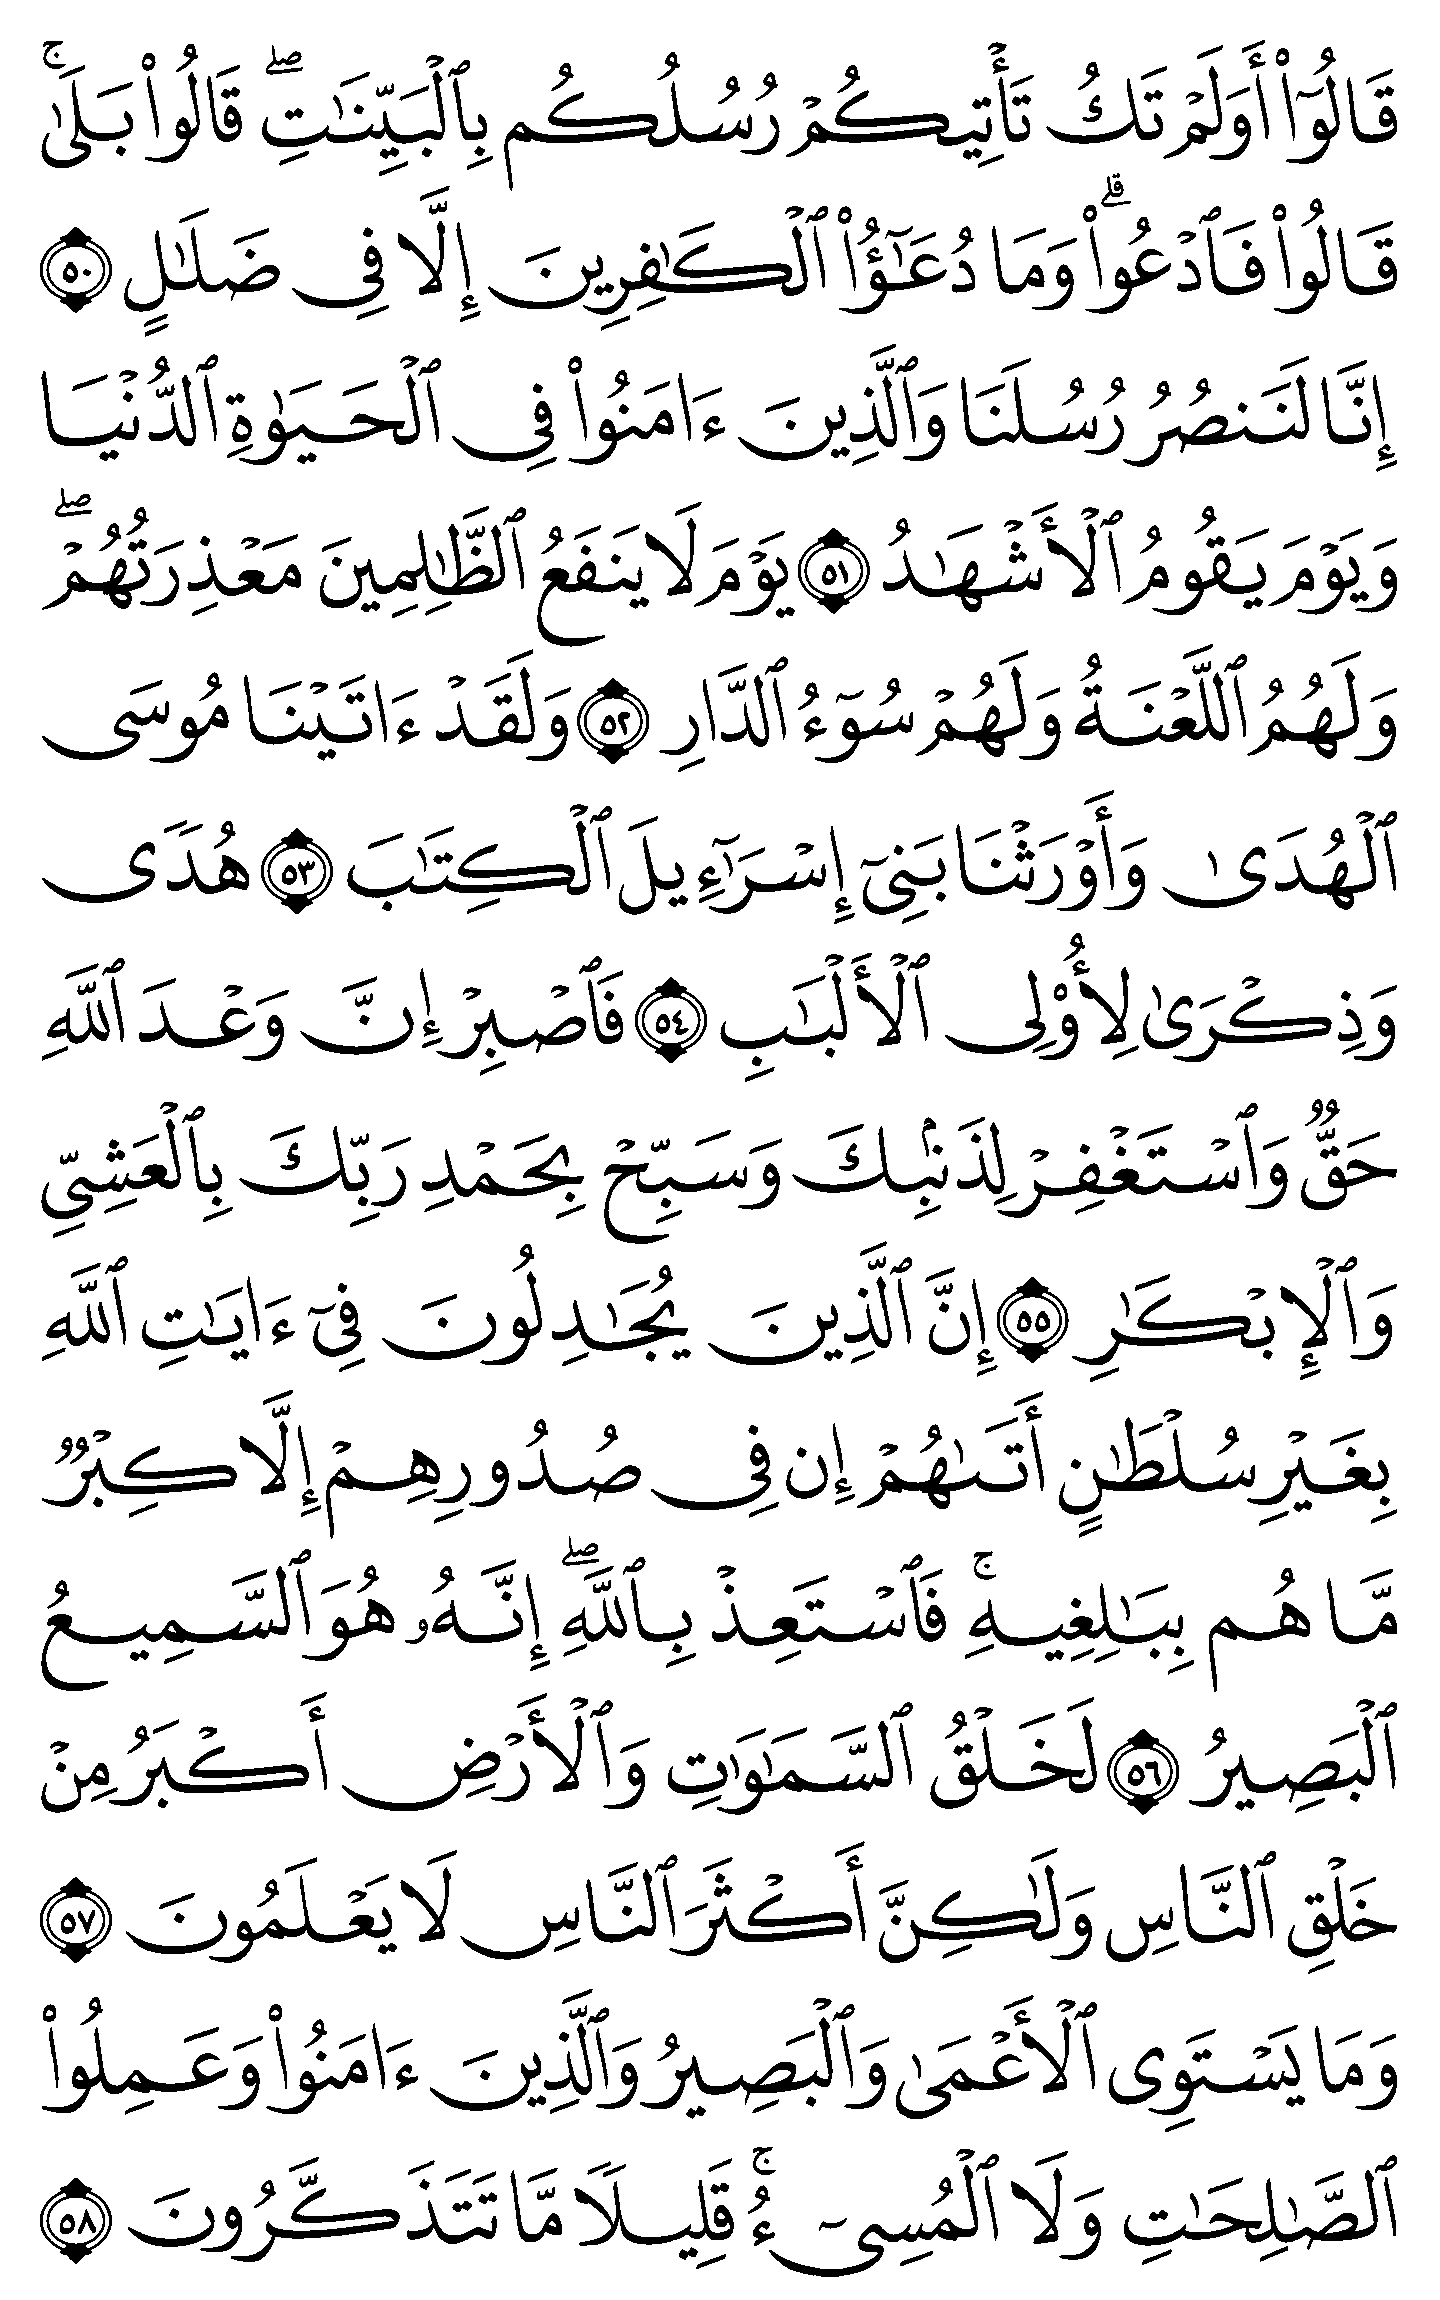 قَالُوٓا۟ أَوَلَمْ تَكُ تَأْتِيكُمْ رُسُلُكُم بِٱلْبَيِّنَـٰتِ ۖ قَالُوا۟ بَلَىٰ ۚ
قَالُوا۟ فَٱدْعُوا۟ ۗ وَمَا دُعَـٰٓؤُا۟ ٱلْكَـٰفِرِينَ إِلَّا فِى ضَلَـٰلٍ ٥٠
إِنَّا لَنَنصُرُ رُسُلَنَا وَٱلَّذِينَ ءَامَنُوا۟ فِى ٱلْحَيَوٰةِ ٱلدُّنْيَا
وَيَوْمَ يَقُومُ ٱلْأَشْهَـٰدُ ٥١ يَوْمَ لَا يَنفَعُ ٱلظَّـٰلِمِينَ مَعْذِرَتُهُمْ ۖ
وَلَهُمُ ٱللَّعْنَةُ وَلَهُمْ سُوٓءُ ٱلدَّارِ ٥٢ وَلَقَدْ ءَاتَيْنَا مُوسَى
ٱلْهُدَىٰ وَأَوْرَثْنَا بَنِىٓ إِسْرَٰٓءِيلَ ٱلْكِتَـٰبَ ٥٣ هُدًى
وَذِكْرَىٰ لِأُو۟لِى ٱلْأَلْبَـٰبِ ٥٤ فَٱصْبِرْ إِنَّ وَعْدَ ٱللَّهِ
حَقٌّ وَٱسْتَغْفِرْ لِذَنۢبِكَ وَسَبِّحْ بِحَمْدِ رَبِّكَ بِٱلْعَشِىِّ
وَٱلْإِبْكَـٰرِ ٥٥ إِنَّ ٱلَّذِينَ يُجَـٰدِلُونَ فِىٓ ءَايَـٰتِ ٱللَّهِ
بِغَيْرِ سُلْطَـٰنٍ أَتَىٰهُمْ إِن فِى صُدُورِهِمْ إِلَّا كِبْرٌ
مَّا هُم بِبَـٰلِغِيهِ ۚ فَٱسْتَعِذْ بِٱللَّهِ ۖ إِنَّهُۥ هُوَ ٱلسَّمِيعُ
ٱلْبَصِيرُ ٥٦ لَخَلْقُ ٱلسَّمَـٰوَٰتِ وَٱلْأَرْضِ أَكْبَرُ مِنْ
خَلْقِ ٱلنَّاسِ وَلَـٰكِنَّ أَكْثَرَ ٱلنَّاسِ لَا يَعْلَمُونَ ٥٧
وَمَا يَسْتَوِى ٱلْأَعْمَىٰ وَٱلْبَصِيرُ وَٱلَّذِينَ ءَامَنُوا۟ وَعَمِلُوا۟
ٱلصَّـٰلِحَـٰتِ وَلَا ٱلْمُسِىٓءُ ۚ قَلِيلًا مَّا تَتَذَكَّرُونَ ٥٨